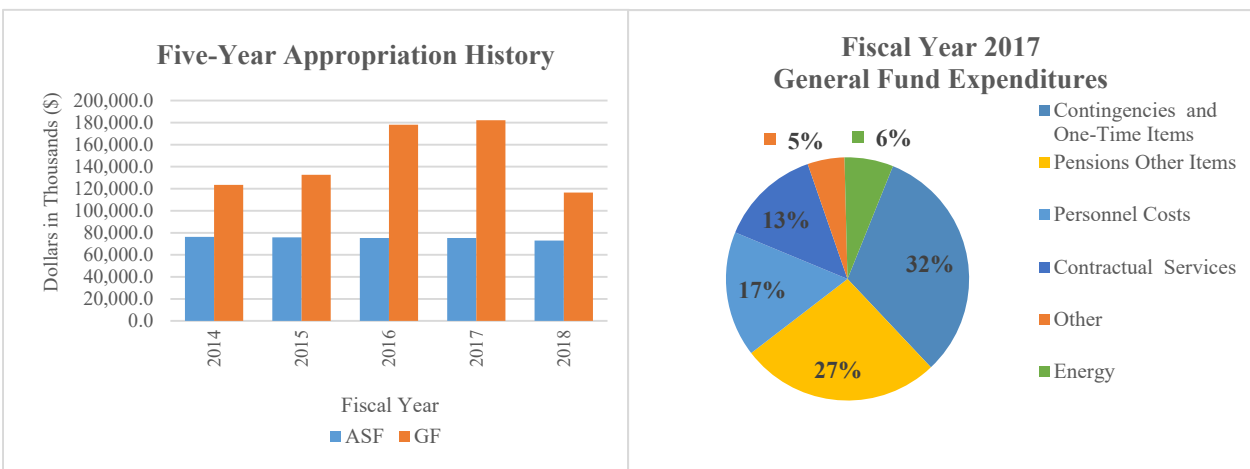 Five-Year Appropriation History
Dollars in Thousands ($)
200,000.0
180,000.0
160,000.0
140,000.0
120,000.0
100,000.0
80,000.0
60,000.0
40,000.0
20,000.0
0.0
2014
2015
2016
2017
2018
Fiscal Year
ASF
GF
Fiscal Year 2017
General Fund Expenditures
5%
6%
13%
32%
17%
27%
Contingencies and
One-Time Items
Pensions Other Items
Personnel Costs
Contractual Services
Other
Energy